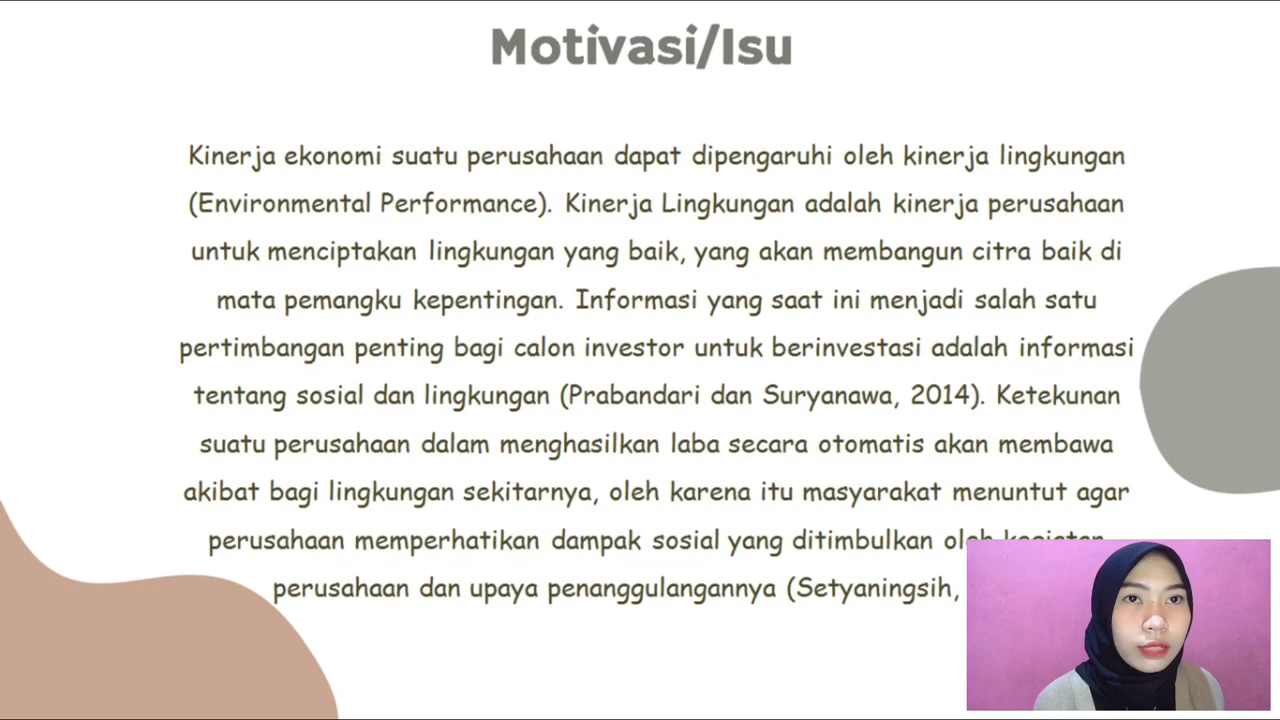 Motivasi/Isu
Kinerja ekonomi suatu perusahaan dapat dipengaruhi oleh kinerja lingkungan
(Environmental Performance). Kinerja Lingkungan adalah kinerja perusahaan
untuk menciptakan lingkungan yang baik, yang akan membangun citra baik di
mata pemangku kepentingan. Informasi yang saat ini menjadi salah satu
pertimbangan penting bagi calon investor untuk berinvestasi adalah informasi
tentang sosial dan lingkungan (Prabandari dan Suryanawa, 2014). Ketekunan
suatu perusahaan dalam menghasilkan laba secara otomatis akan membawa
akibat bagi lingkungan sekitarnya, oleh karena itu masyarakat menuntut agar
perusahaan memperhatikan dampak sosial yang ditimbulkan oleh kegiatan
perusahaan dan upaya penanggulangannya (Setyaningsih,